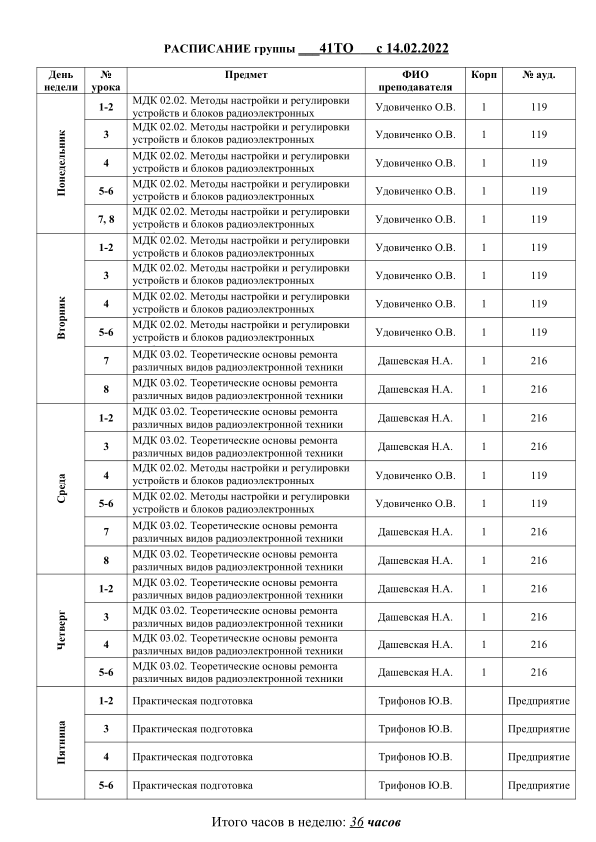 РАСПИСАНИЕ группы ___41ТО___ с 14.02.2022
День недели № урока Предмет ФИО преподавателя Корп № ауд.
Понедельник
1-2 МДК 02.02. Методы настройки и регулировки устройств и блоков радиоэлектронных Удовиченко О.В. 1 119
3 МДК 02.02. Методы настройки и регулировки устройств и блоков радиоэлектронных Удовиченко О.В. 1 119
4 МДК 02.02. Методы настройки и регулировки устройств и блоков радиоэлектронных Удовиченко О.В. 1 119
5-6 МДК 02.02. Методы настройки и регулировки устройств и блоков радиоэлектронных Удовиченко О.В. 1 119
7, 8 МДК 02.02. Методы настройки и регулировки устройств и блоков радиоэлектронных Удовиченко О.В. 1 119
Вторник
1-2 МДК 02.02. Методы настройки и регулировки устройств и блоков радиоэлектронных Удовиченко О.В. 1 119
3 МДК 02.02. Методы настройки и регулировки устройств и блоков радиоэлектронных Удовиченко О.В. 1 119
4 МДК 02.02. Методы настройки и регулировки устройств и блоков радиоэлектронных Удовиченко О.В. 1 119
5-6 МДК 02.02. Методы настройки и регулировки устройств и блоков радиоэлектронных Удовиченко О.В. 1 119
7 МДК 03.02. Теоретические основы ремонта различных видов радиоэлектронной техники Дашевская Н.А. 1 216
8 МДК 03.02. Теоретические основы ремонта различных видов радиоэлектронной техники Дашевская Н.А. 1 216
Среда
1-2 МДК 03.02. Теоретические основы ремонта различных видов радиоэлектронной техники Дашевская Н.А. 1 216
3 МДК 03.02. Теоретические основы ремонта различных видов радиоэлектронной техники Дашевская Н.А. 1 216
4 МДК 02.02. Методы настройки и регулировки устройств и блоков радиоэлектронных Удовиченко О.В. 1 119
5-6 МДК 02.02. Методы настройки и регулировки устройств и блоков радиоэлектронных Удовиченко О.В. 1 119
7 МДК 03.02. Теоретические основы ремонта различных видов радиоэлектронной техники Дашевская Н.А. 1 216
8 МДК 03.02. Теоретические основы ремонта различных видов радиоэлектронной техники Дашевская Н.А. 1 216
Четверг
1-2 МДК 03.02. Теоретические основы ремонта различных видов радиоэлектронной техники Дашевская Н.А. 1 216
3 МДК 03.02. Теоретические основы ремонта различных видов радиоэлектронной техники Дашевская Н.А. 1 216
4 МДК 03.02. Теоретические основы ремонта различных видов радиоэлектронной техники Дашевская Н.А. 1 216
5-6 МДК 03.02. Теоретические основы ремонта различных видов радиоэлектронной техники Дашевская Н.А. 1 216
Пятница
1-2 Практическая подготовка Трифонов Ю.В. Предприятие
3 Практическая подготовка Трифонов Ю.В. Предприятие
4 Практическая подготовка Трифонов Ю.В. Предприятие
5-6 Практическая подготовка Трифонов Ю.В. Предприятие
Итого часов в неделю: 36 часов